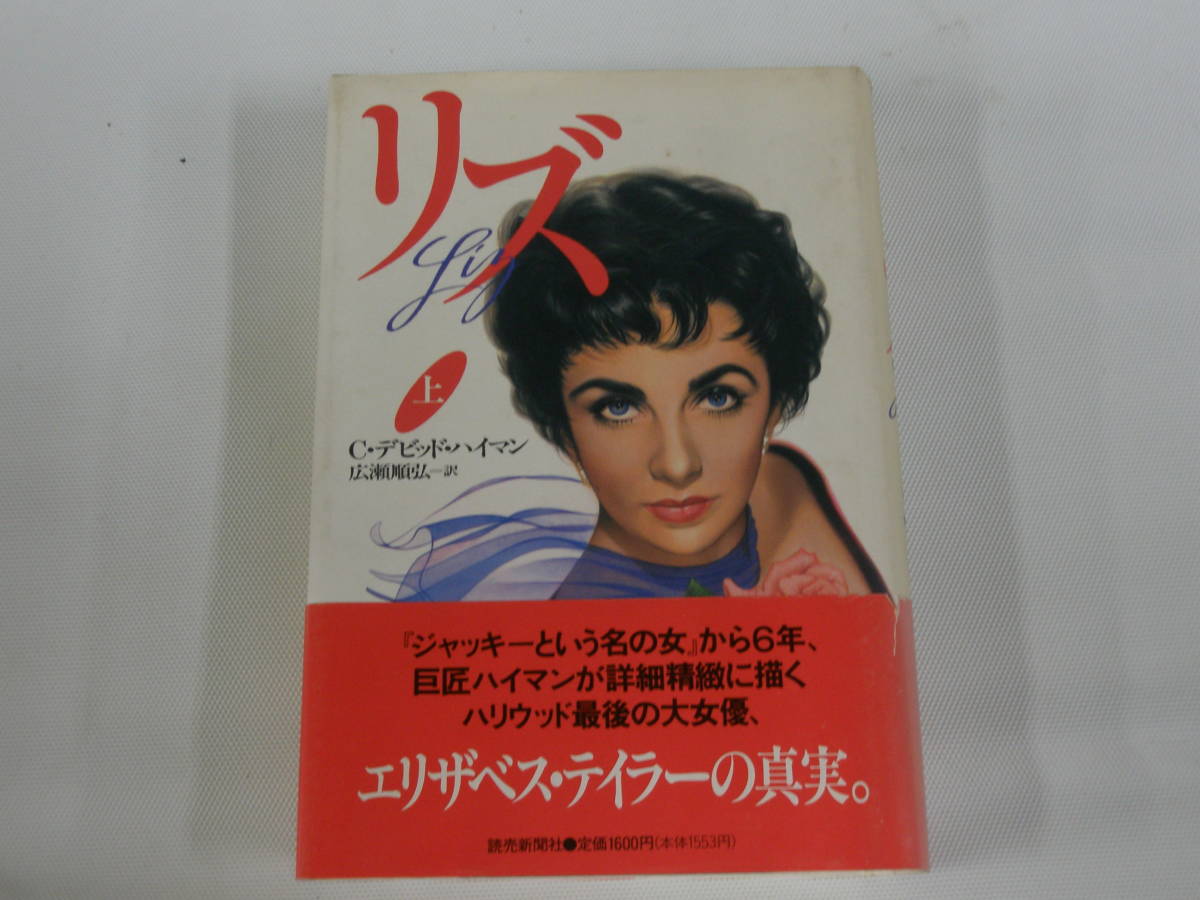 リズ
Liz
上
C・デビッド・ハイマン
広瀬順弘―訳
『ジャッキーという名の女』から6年、
巨匠ハイマンが詳細精緻に描く
ハリウッド最後の大女優、
エリザベス・テイラーの真実。
読売新聞社●定価1600円(本体1553円)